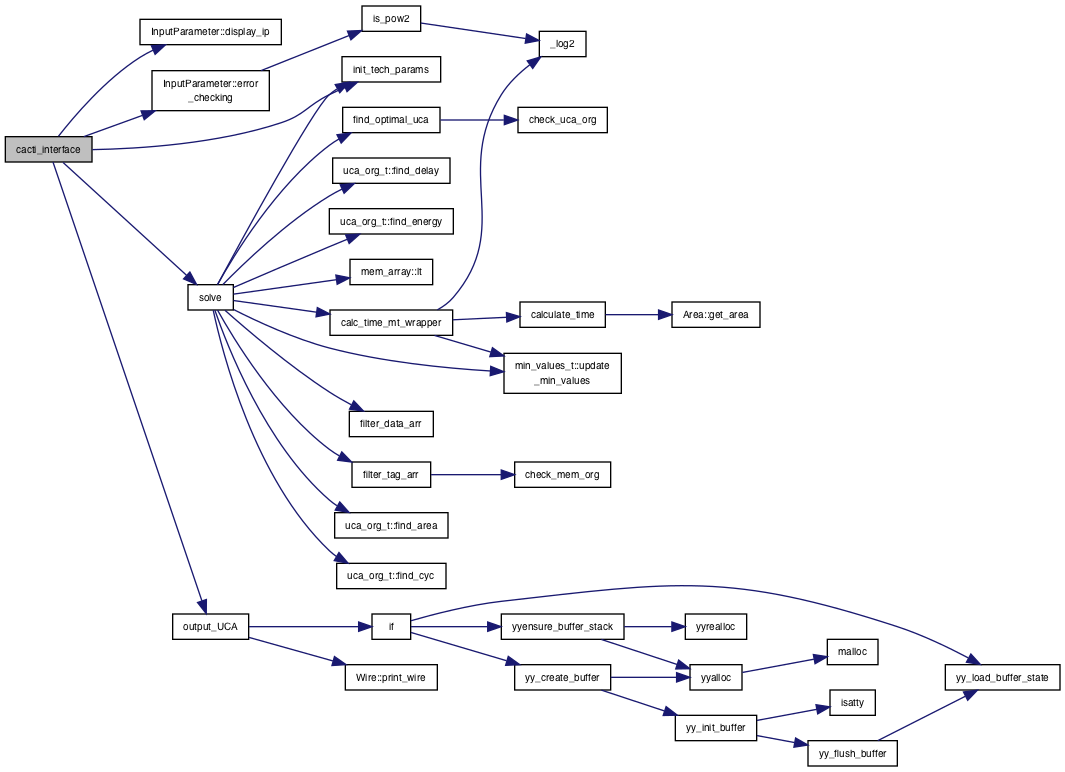 is_pow2
InputParameter::display_ip
_log2
init_tech_params
InputParameter::error
_checking
find_optimal_uca
check_uca_org
cacti_interface
uca_org_t::find_delay
uca_org_t::find_energy
mem_array::lt
solve
calc_time_mt_wrapper
calculate_time
Area::get_area
min_values_t::update
_min_values
filter_data_arr
filter_tag_arr
check_mem_org
uca_org_t::find_area
uca_org_t::find_cyc
output_UCA
if
yyensure_buffer_stack
yyrealloc
malloc
Wire::print_wire
yy_create_buffer
yyalloc
yy_load_buffer_state
isatty
yy_init_buffer
yy_flush_buffer